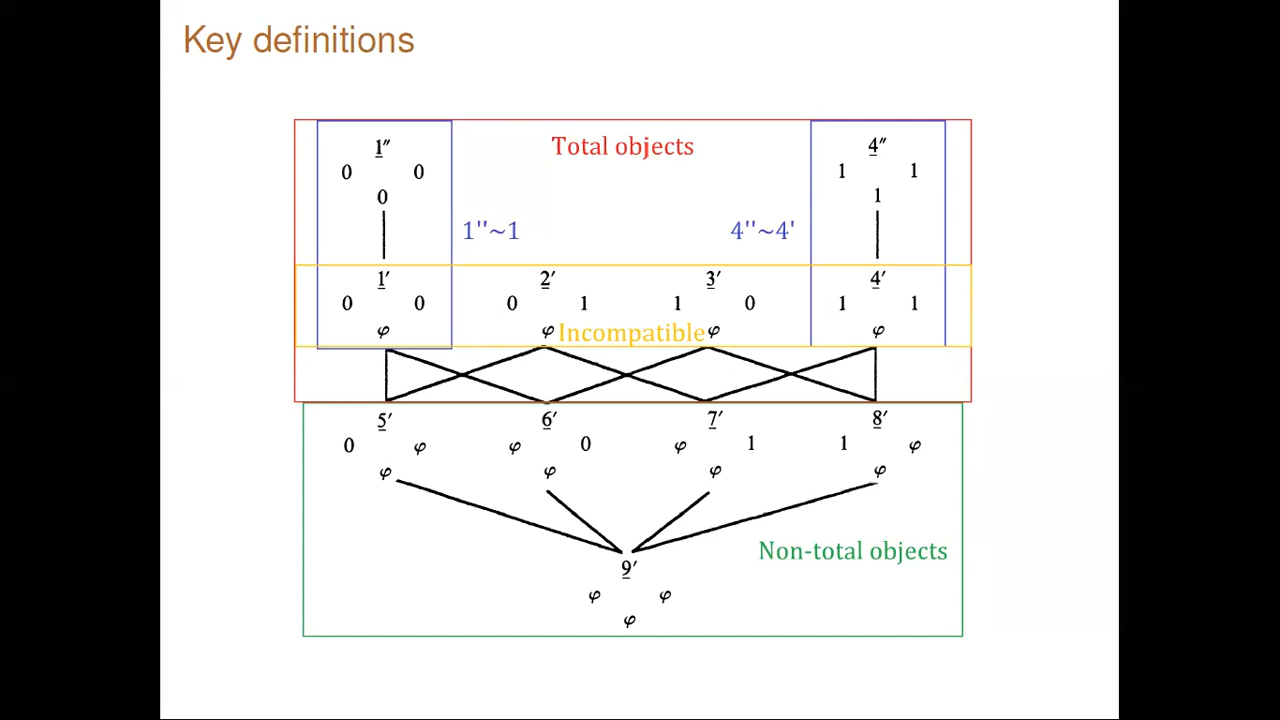 Key definitions
1″ Total objects 4″
0 0 1 1
0 1
1''~1 4''~4'
1′ 2′ 3′ 4′
0 0 0 1 1 0 1 1
φ φ Incompatible φ φ
5′ 6′ 7′ 8′
0 φ φ 0 φ 1 1 φ
φ φ φ φ
Non-total objects
9′
φ φ
φ